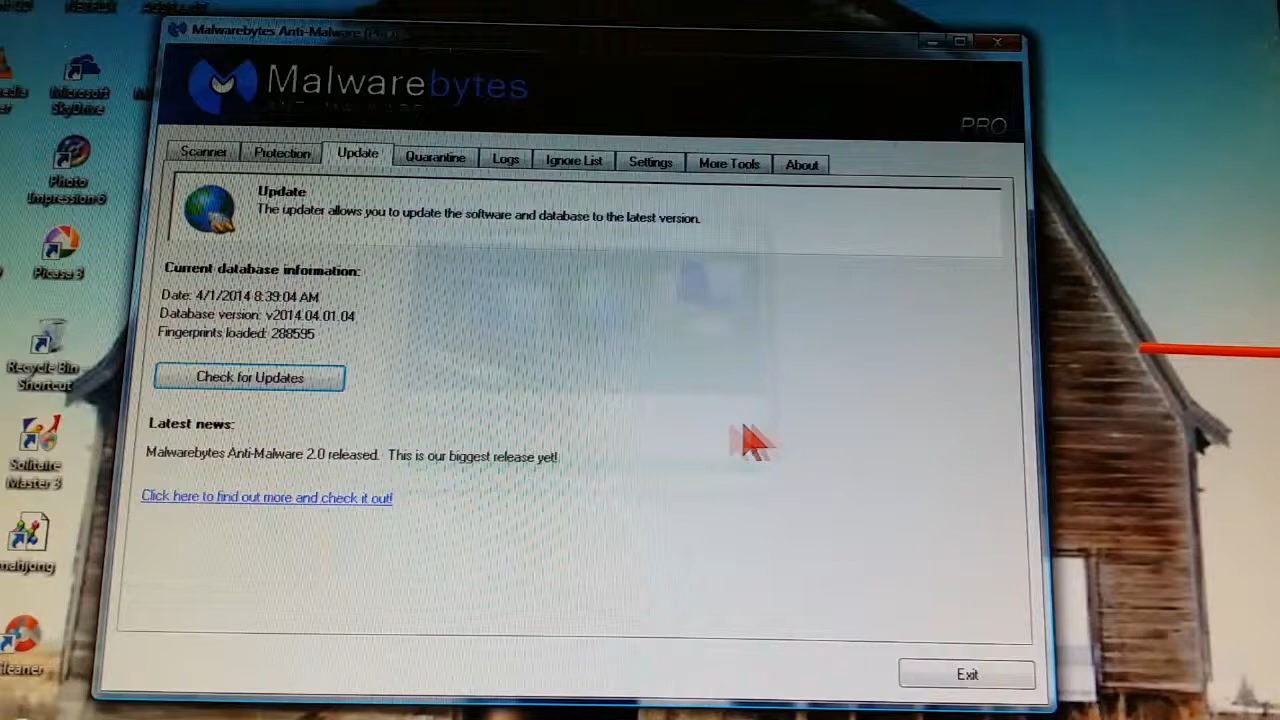 Malwarebytes Anti-Malware
Malwarebytes
PRO
Scanner Protection Update Quarantine Logs Ignore List Settings More Tools About
Update
The updater allows you to update the software and database to the latest version.
Current database information:
Date: 4/1/2014 8:39:04 AM
Database version: v2014.04.01.04
Fingerprints loaded: 288595
Check for Updates
Latest news:
Malwarebytes Anti-Malware 2.0 released. This is our biggest release yet!
Click here to find out more and check it out!
Exit
Microsoft
SkyDrive
Photo
Impression 6
Picasa 3
Recycle Bin
Shortcut
Solitaire
Master 3
mahjong